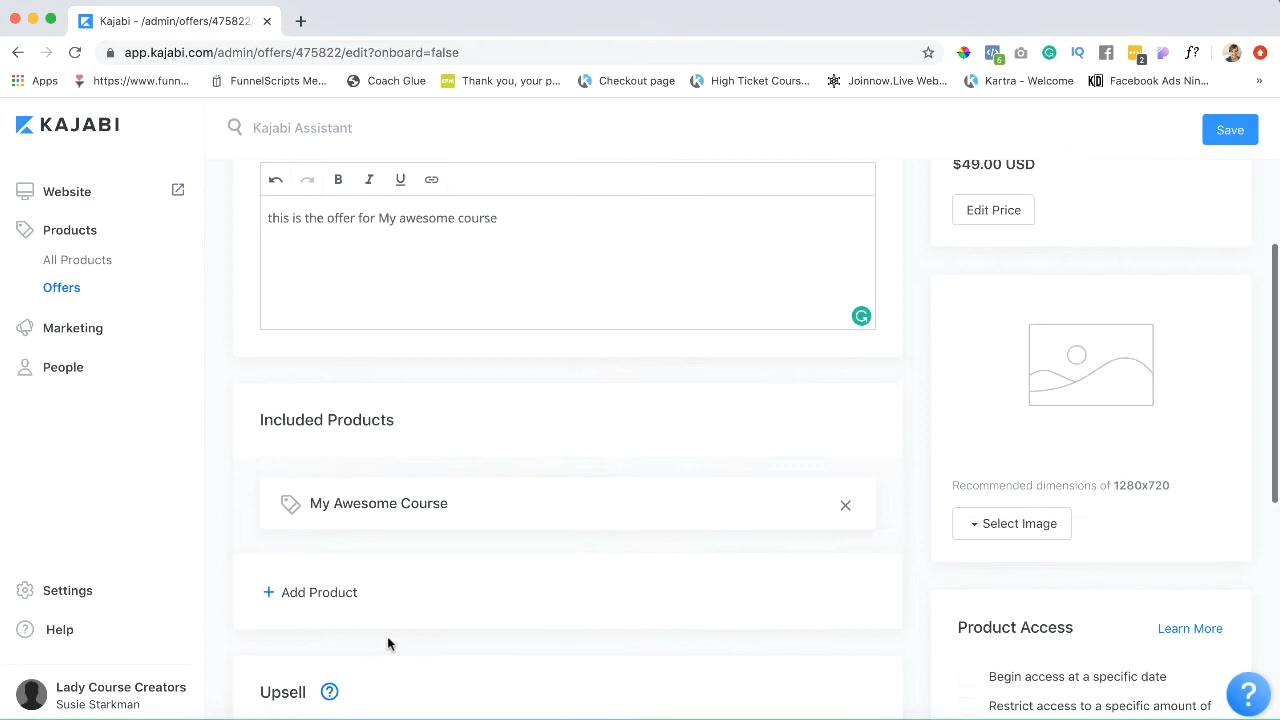 Kajabi - /admin/offers/475822/
app.kajabi.com/admin/offers/475822/edit?onboard=false
5
2
f?
Apps
https://www.funn...
FunnelScripts Me...
Coach Glue
Thank you, your p...
Checkout page
High Ticket Cours...
Joinnow.Live Web...
Kartra - Welcome
Facebook Ads Nin...
»
KAJABI
Kajabi Assistant
Save
Website
Products
All Products
Offers
Marketing
People
Settings
Help
Lady Course Creators
Susie Starkman
B I U
this is the offer for My awesome course
Included Products
My Awesome Course
+ Add Product
Upsell ?
$49.00 USD
Edit Price
Recommended dimensions of 1280x720
Select Image
Product Access
Learn More
Begin access at a specific date
Restrict access to a specific amount of
?